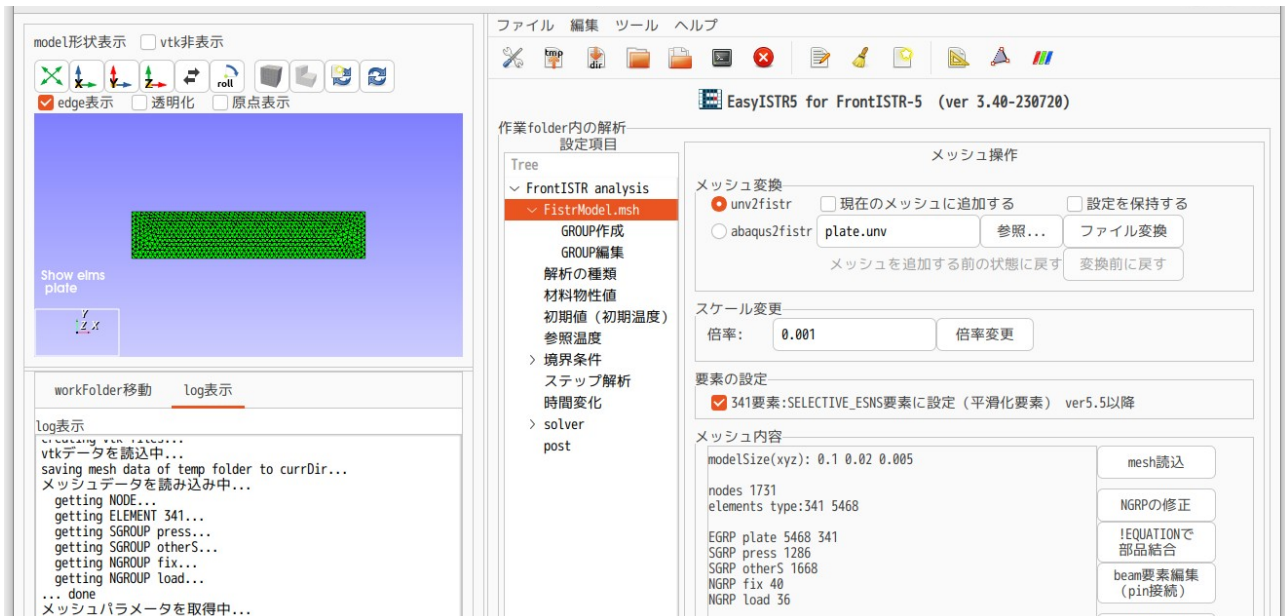 model形状表示 vtk非表示
roll
edge表示 透明化 原点表示
Show elms
plate
Y
Z X
workFolder移動 log表示
log表示
creating vtk files...
vtkデータを読込中...
saving mesh data of temp folder to currDir...
メッシュデータを読み込み中...
getting NODE...
getting ELEMENT 341...
getting SGROUP press...
getting SGROUP otherS...
getting NGROUP fix...
getting NGROUP load...
... done
メッシュパラメータを取得中...
ファイル 編集 ツール ヘルプ
tmp
dir
EasyISTR5 for FrontISTR-5 (ver 3.40-230720)
作業folder内の解析
設定項目
Tree
FrontISTR analysis
FistrModel.msh
GROUP作成
GROUP編集
解析の種類
材料物性値
初期値（初期温度）
参照温度
境界条件
ステップ解析
時間変化
solver
post
メッシュ操作
メッシュ変換
unv2fistr 現在のメッシュに追加する 設定を保持する
abaqus2fistr plate.unv 参照... ファイル変換
メッシュを追加する前の状態に戻す 変換前に戻す
スケール変更
倍率: 0.001 倍率変更
要素の設定
341要素:SELECTIVE_ESNS要素に設定（平滑化要素） ver5.5以降
メッシュ内容
modelSize(xyz): 0.1 0.02 0.005
nodes 1731
elements type:341 5468
EGRP plate 5468 341
SGRP press 1286
SGRP otherS 1668
NGRP fix 40
NGRP load 36
mesh読込
NGRPの修正
!EQUATIONで
部品結合
beam要素編集
(pin接続)